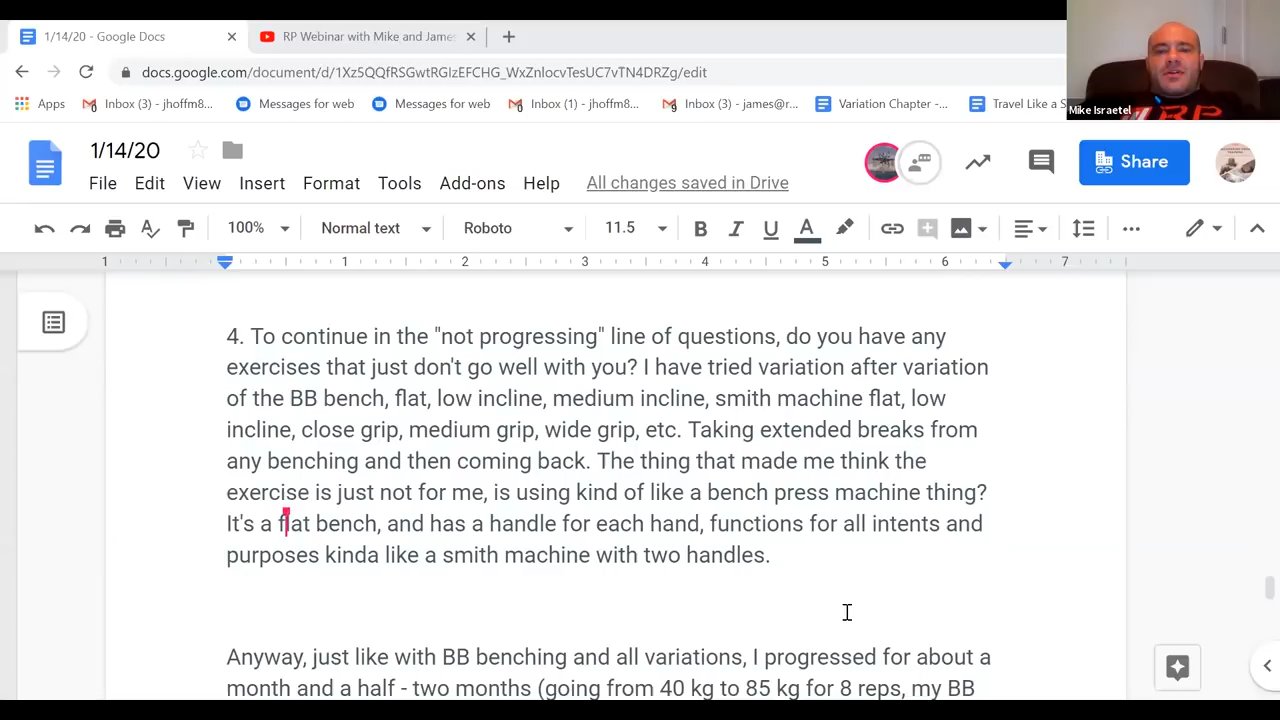 1/14/20 - Google Docs
RP Webinar with Mike and James
docs.google.com/document/d/1Xz5QQfRSGwtRGIzEFCHG_WxZnlocvTesUC7vTN4DRZg/edit
Apps
Inbox (3) - jhoffm8...
Messages for web
Messages for web
Inbox (1) - jhoffm8...
Inbox (3) - james@r...
Variation Chapter -...
Travel Like a S
Mike Israetel
RP
1/14/20
Share
File Edit View Insert Format Tools Add-ons Help All changes saved in Drive
100% Normal text Roboto 11.5 B I U A
1 1 2 3 4 5 6 7
4. To continue in the "not progressing" line of questions, do you have any
exercises that just don't go well with you? I have tried variation after variation
of the BB bench, flat, low incline, medium incline, smith machine flat, low
incline, close grip, medium grip, wide grip, etc. Taking extended breaks from
any benching and then coming back. The thing that made me think the
exercise is just not for me, is using kind of like a bench press machine thing?
It's a flat bench, and has a handle for each hand, functions for all intents and
purposes kinda like a smith machine with two handles.
Anyway, just like with BB benching and all variations, I progressed for about a
month and a half - two months (going from 40 kg to 85 kg for 8 reps, my BB